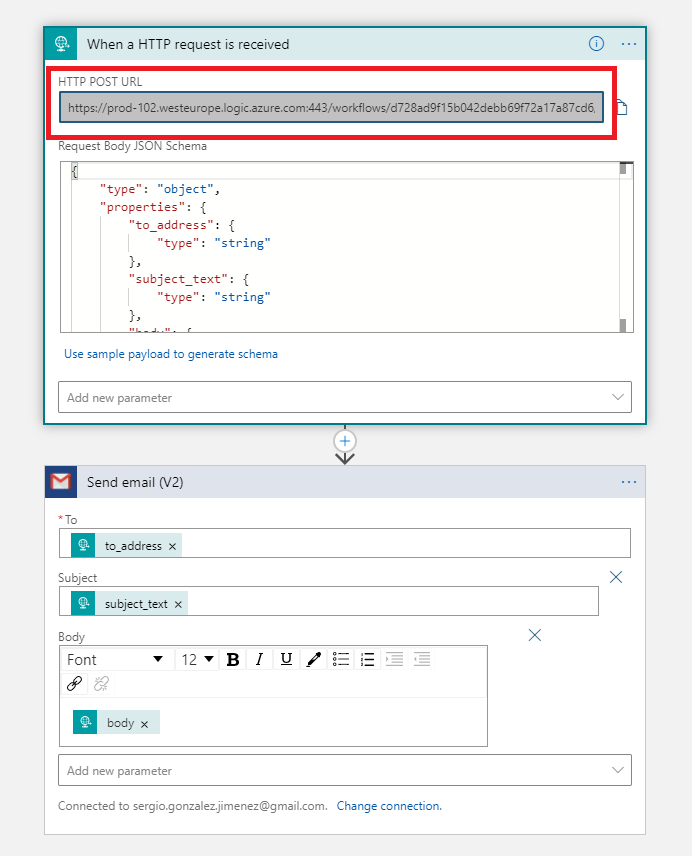 When a HTTP request is received
HTTP POST URL
https://prod-102.westeurope.logic.azure.com:443/workflows/d728ad9f15b042debb69f72a17a87cd6/
Request Body JSON Schema
{
"type": "object",
"properties": {
"to_address": {
"type": "string"
},
"subject_text": {
"type": "string"
},
"body": {
Use sample payload to generate schema
Add new parameter
Send email (V2)
* To
to_address ×
Subject
subject_text ×
Body
Font 12 B I U
body ×
Add new parameter
Connected to sergio.gonzalez.jimenez@gmail.com. Change connection.